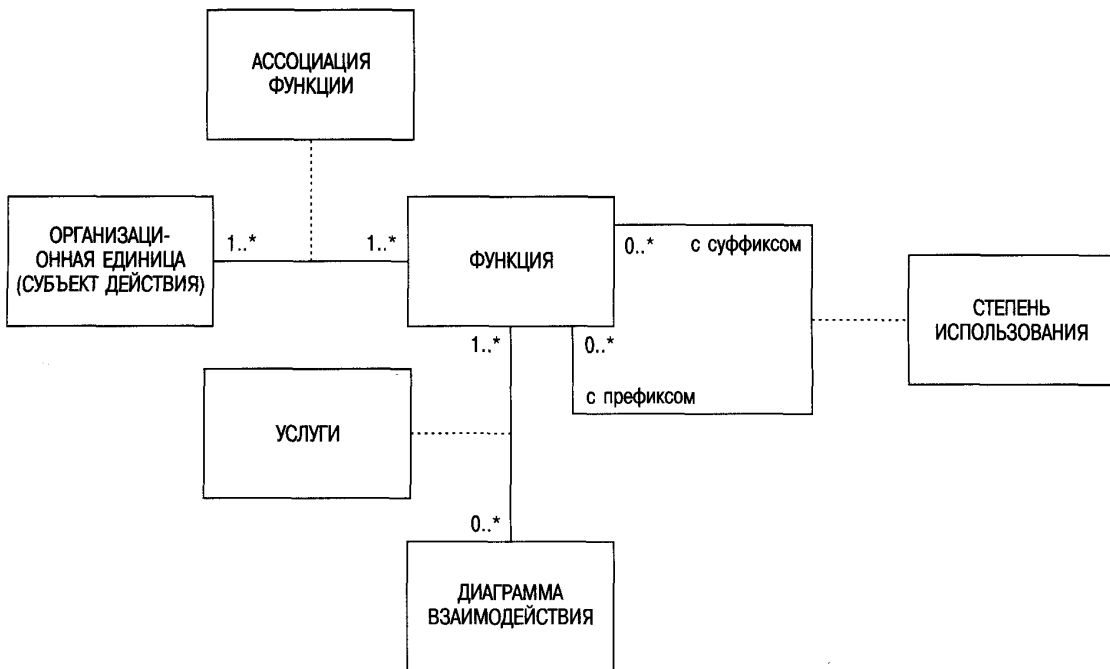 АССОЦИАЦИЯ
ФУНКЦИИ
ОРГАНИЗАЦИ-
ОННАЯ ЕДИНИЦА
(СУБЪЕКТ ДЕЙСТВИЯ)
1..*
1..*
ФУНКЦИЯ
0..*
с суффиксом
СТЕПЕНЬ
ИСПОЛЬЗОВАНИЯ
1..*
0..*
с префиксом
УСЛУГИ
0..*
ДИАГРАММА
ВЗАИМОДЕЙСТВИЯ